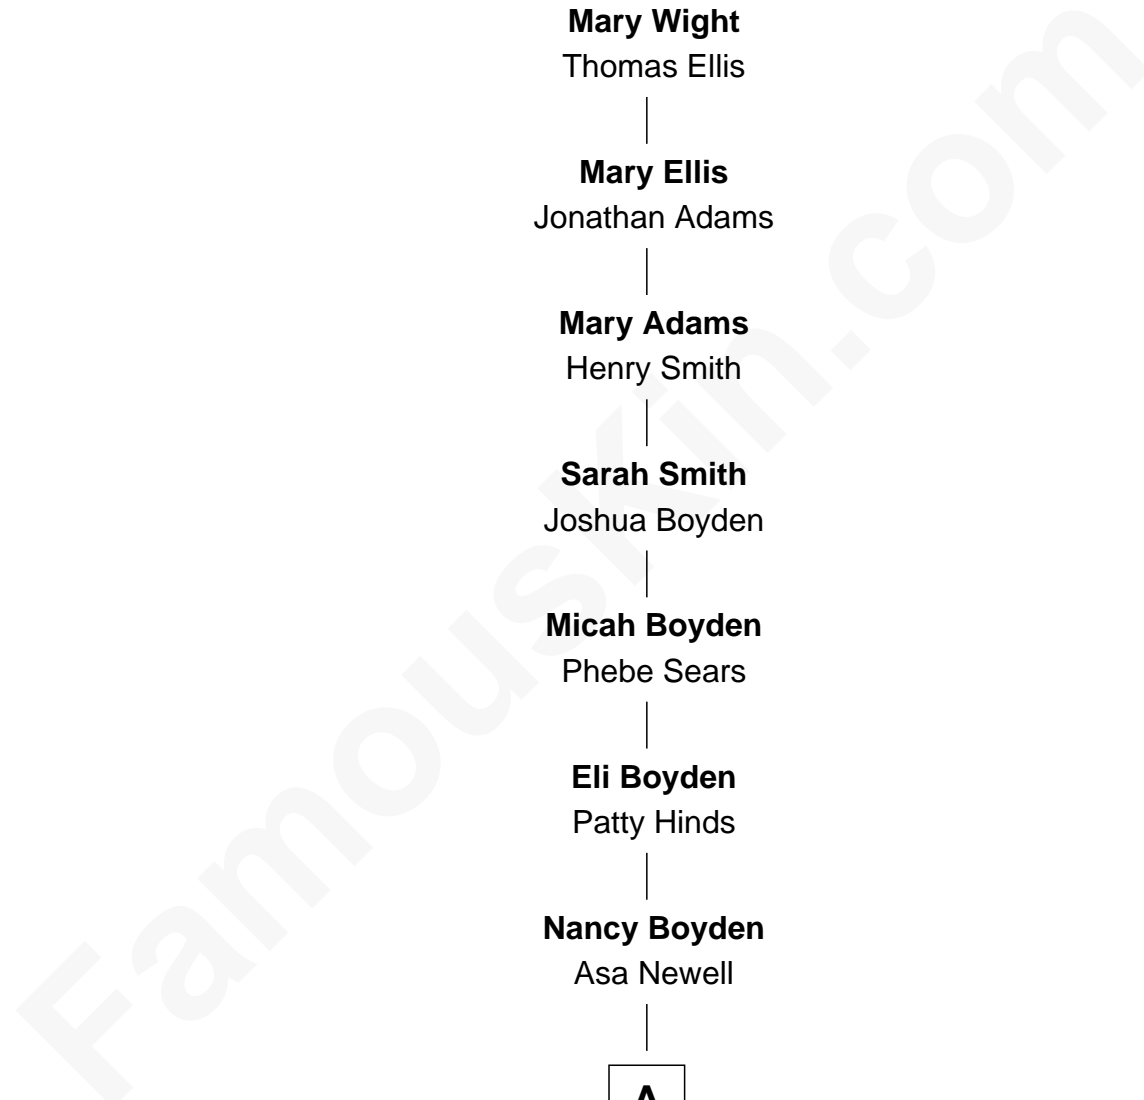 Mary Wight
Thomas Ellis
Mary Ellis
Jonathan Adams
Mary Adams
Henry Smith
Sarah Smith
Joshua Boyden
Micah Boyden
Phebe Sears
Eli Boyden
Patty Hinds
Nancy Boyden
Asa Newell
A
FamousKin.com